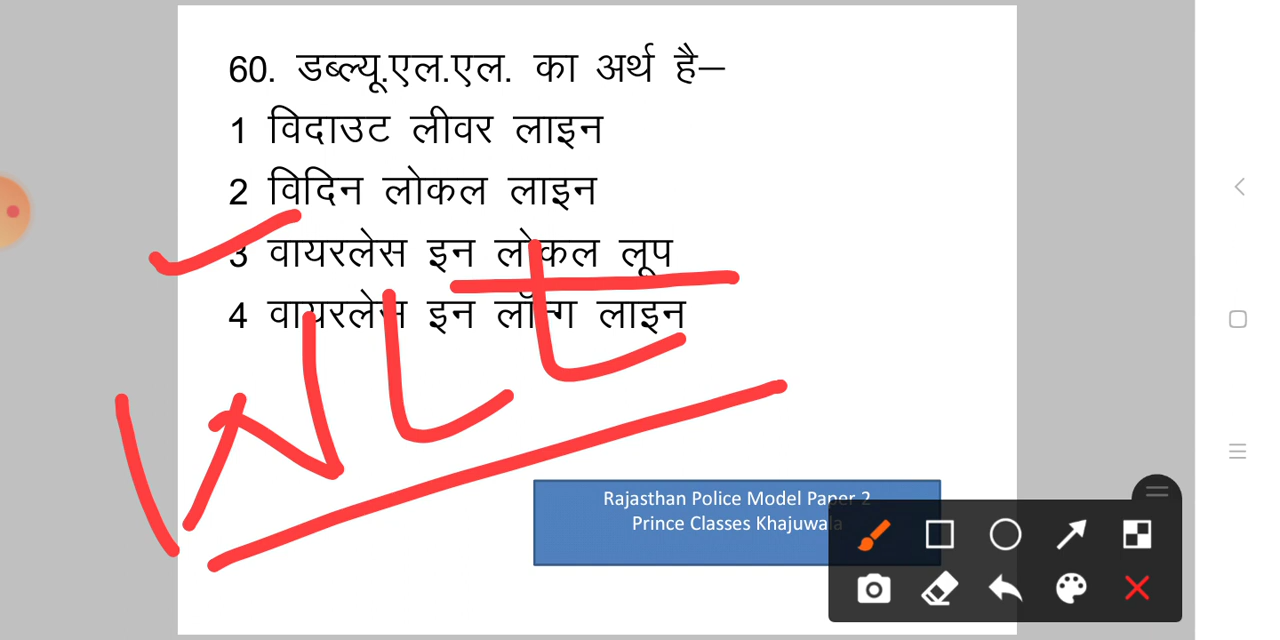 60. डब्ल्यू.एल.एल. का अर्थ है–
1 विदाउट लीवर लाइन
2 विदिन लोकल लाइन
3 वायरलेस इन लोकल लूप
4 वायरलेस इन लॉन्ग लाइन
WLL
Rajasthan Police Model Paper 2
Prince Classes Khajuwala